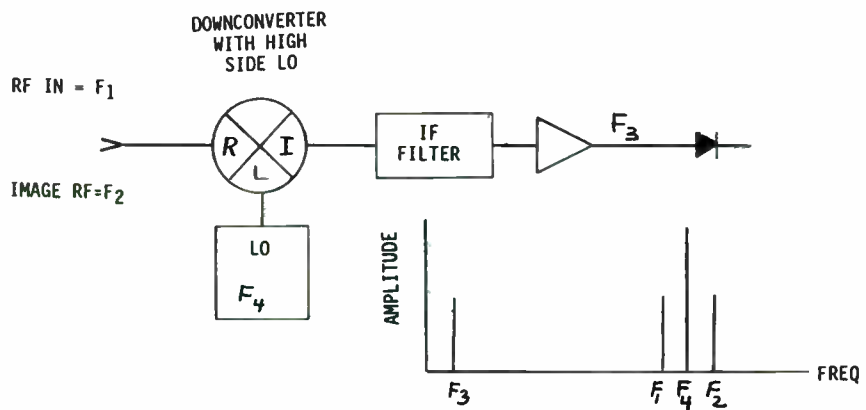 DOWNCONVERTER
WITH HIGH
SIDE LO
RF IN = F1
R
I
L
IF
FILTER
F3
IMAGE RF=F2
LO
F4
AMPLITUDE
FREQ
F3
F1
F4
F2